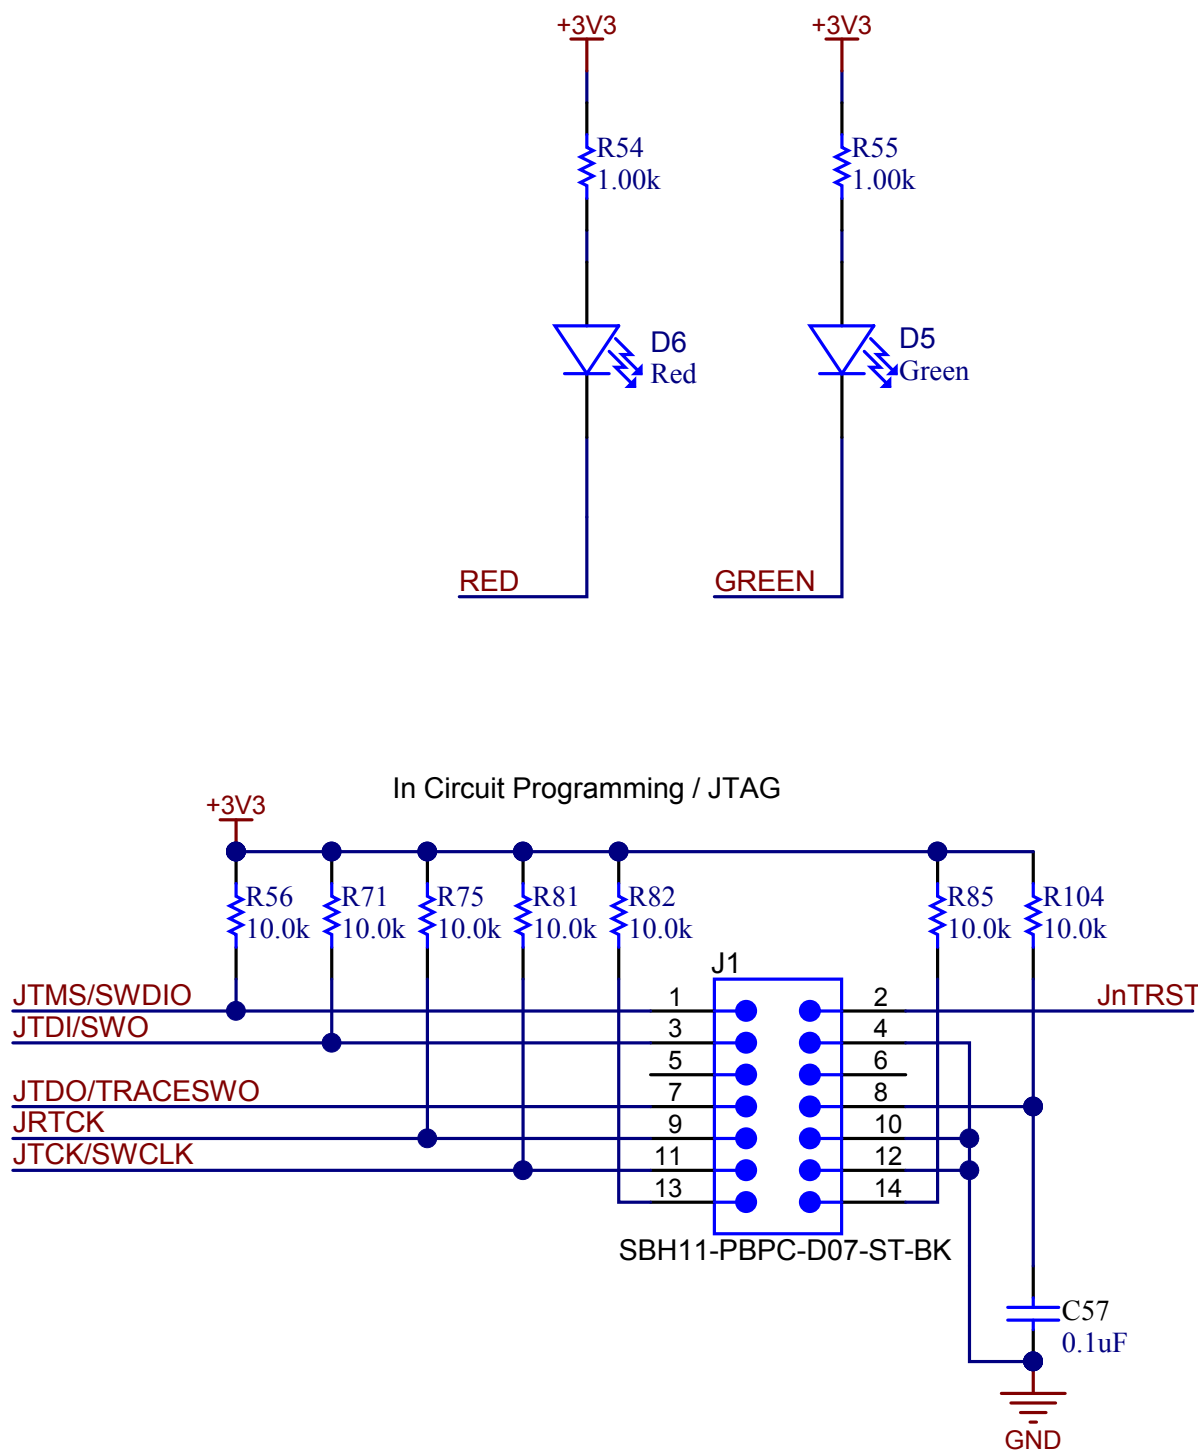 +3V3 +3V3
R54 R55
1.00k 1.00k
D6 D5
Red Green
RED GREEN
In Circuit Programming / JTAG
+3V3
R56 R71 R75 R81 R82 R85 R104
10.0k 10.0k 10.0k 10.0k 10.0k 10.0k 10.0k
J1
JTMS/SWDIO 1 2 JnTRST
JTDI/SWO 3 4
5 6
JTDO/TRACESWO 7 8
JRTCK 9 10
JTCK/SWCLK 11 12
13 14
SBH11-PBPC-D07-ST-BK
C57
0.1uF
GND